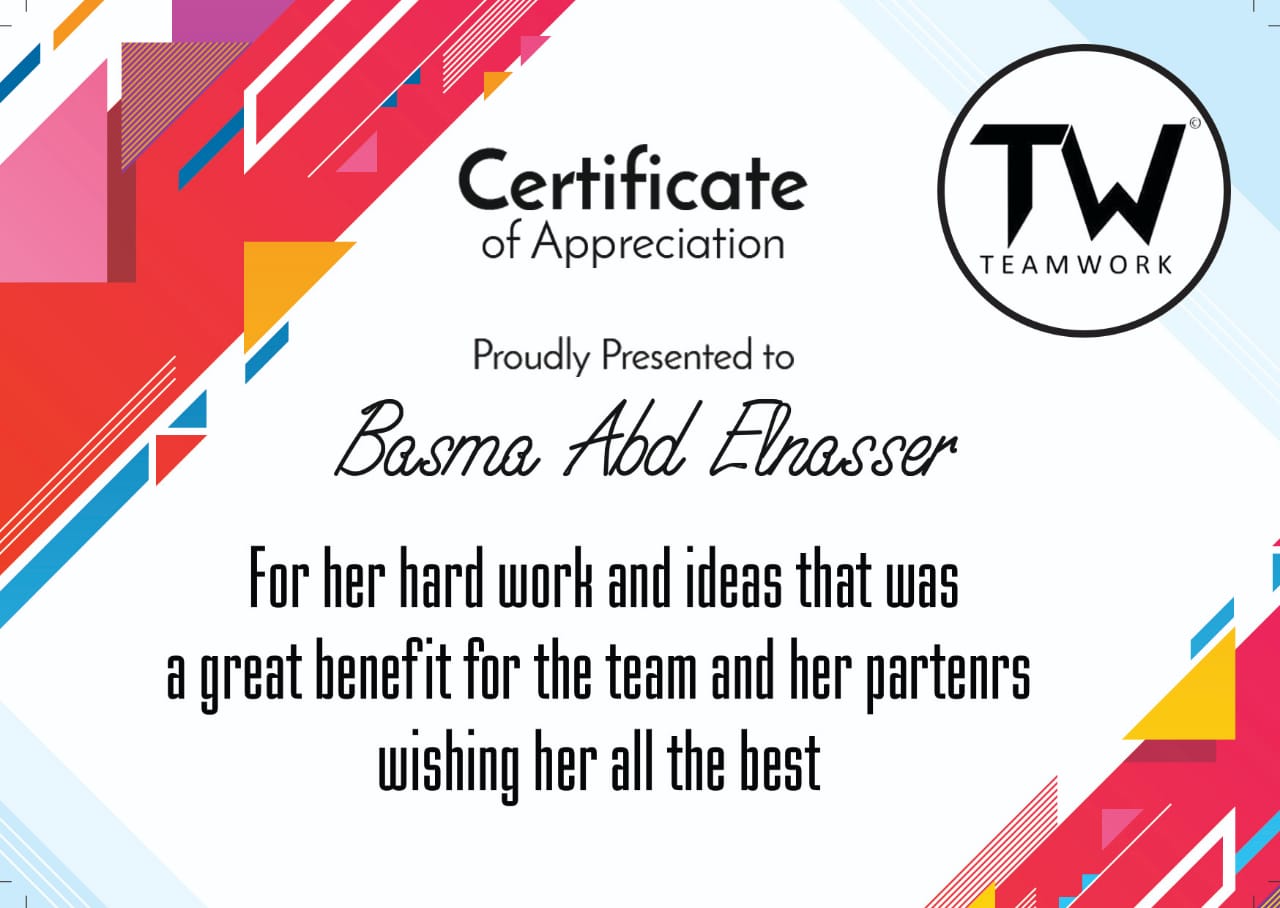 Certificate
of Appreciation
TW©
TEAMWORK
Proudly Presented to
Basma Abd Elnasser
For her hard work and ideas that was
a great benefit for the team and her partenrs
wishing her all the best